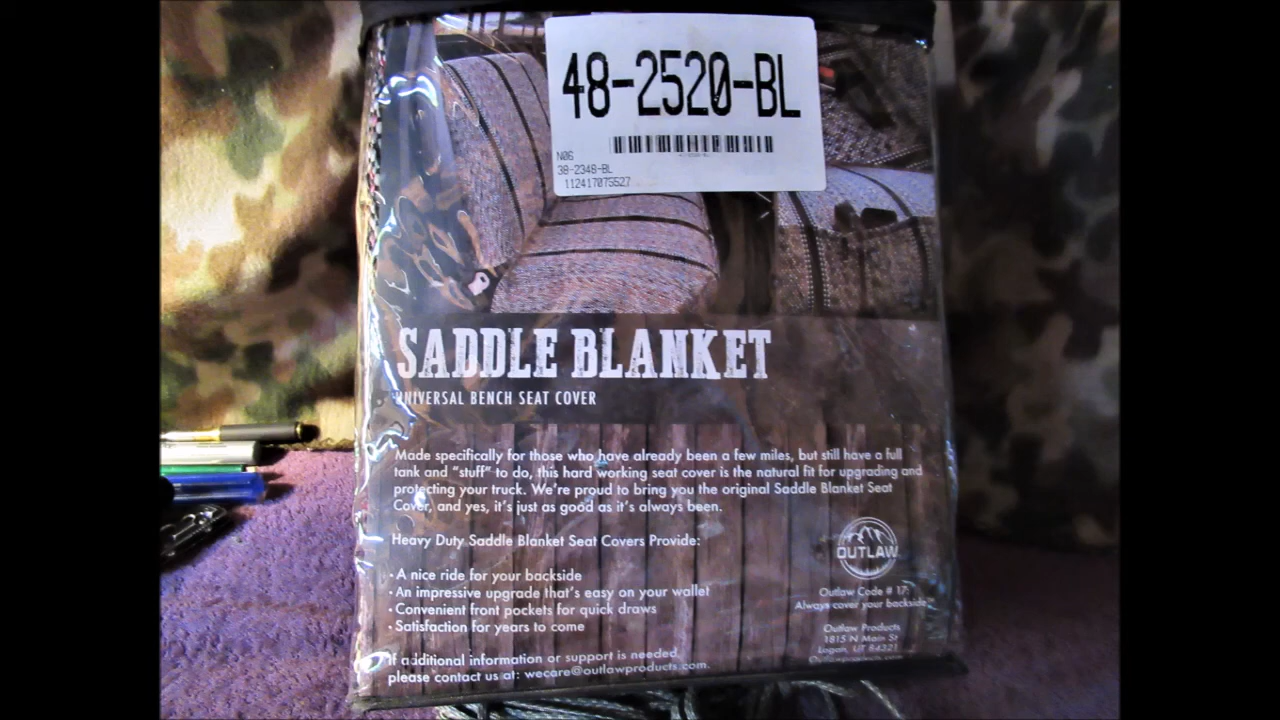 48-2520-BL
N06
38-2348-BL
112417075527
SADDLE BLANKET
UNIVERSAL BENCH SEAT COVER
Made specifically for those who have already been a few miles, but still have a full
tank and "stuff" to do, this hard working seat cover is the natural fit for upgrading and
protecting your truck. We're proud to bring you the original Saddle Blanket Seat
Cover, and yes, it's just as good as it's always been.
Heavy Duty Saddle Blanket Seat Covers Provide:
• A nice ride for your backside
• An impressive upgrade that's easy on your wallet
• Convenient front pockets for quick draws
• Satisfaction for years to come
If additional information or support is needed,
please contact us at: wecare@outlawproducts.com.
OUTLAW
Outlaw Code # 17:
Always cover your backside™
Outlaw Products
1815 N Main St
Logan, UT 84321